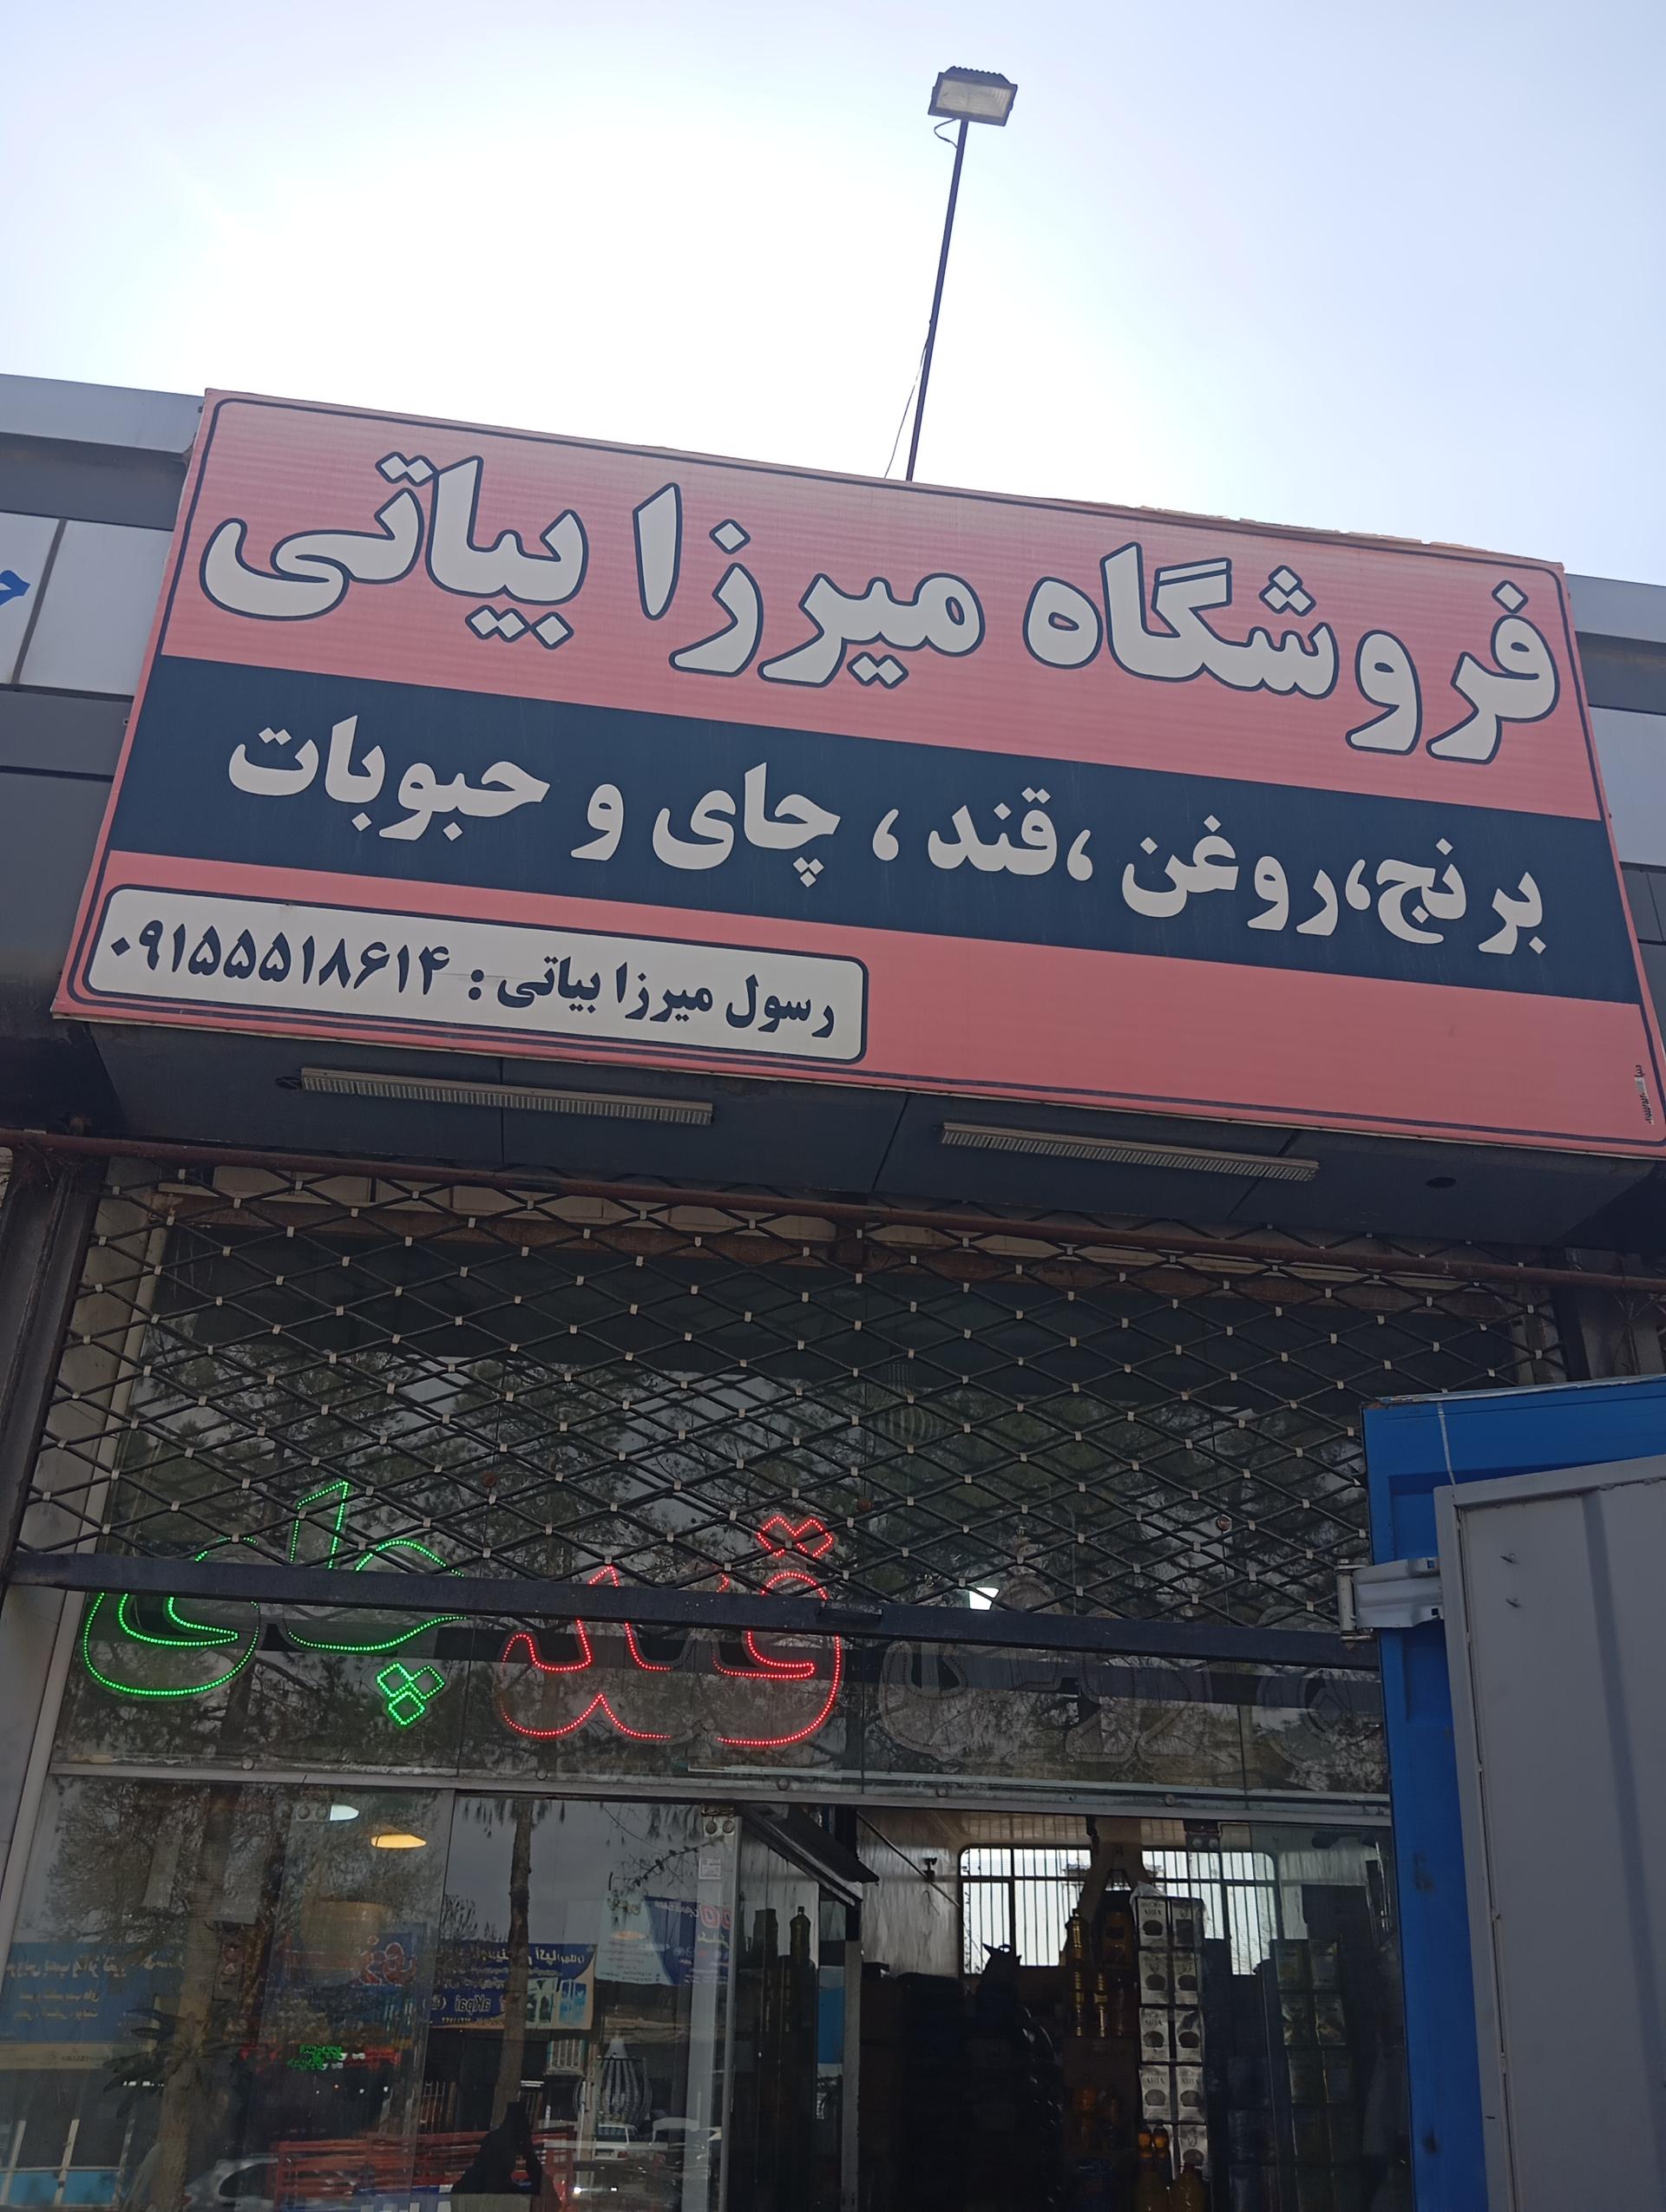 فروشگاه میرزا بیاتی
برنج،روغن ،قند ، چای و حبوبات
رسول میرزا بیاتی : ۰۹۱۵۵۵۱۸۶۱۴
قند چای